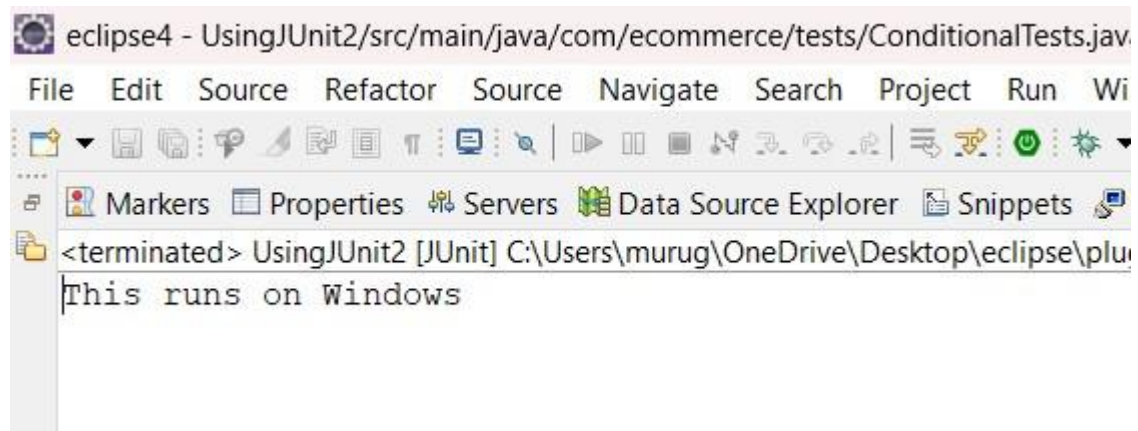 eclipse4 - UsingJUnit2/src/main/java/com/ecommerce/tests/ConditionalTests.java
File Edit Source Refactor Source Navigate Search Project Run Wi
Markers Properties Servers Data Source Explorer Snippets
<terminated> UsingJUnit2 [JUnit] C:\Users\murug\OneDrive\Desktop\eclipse\plug
This runs on Windows